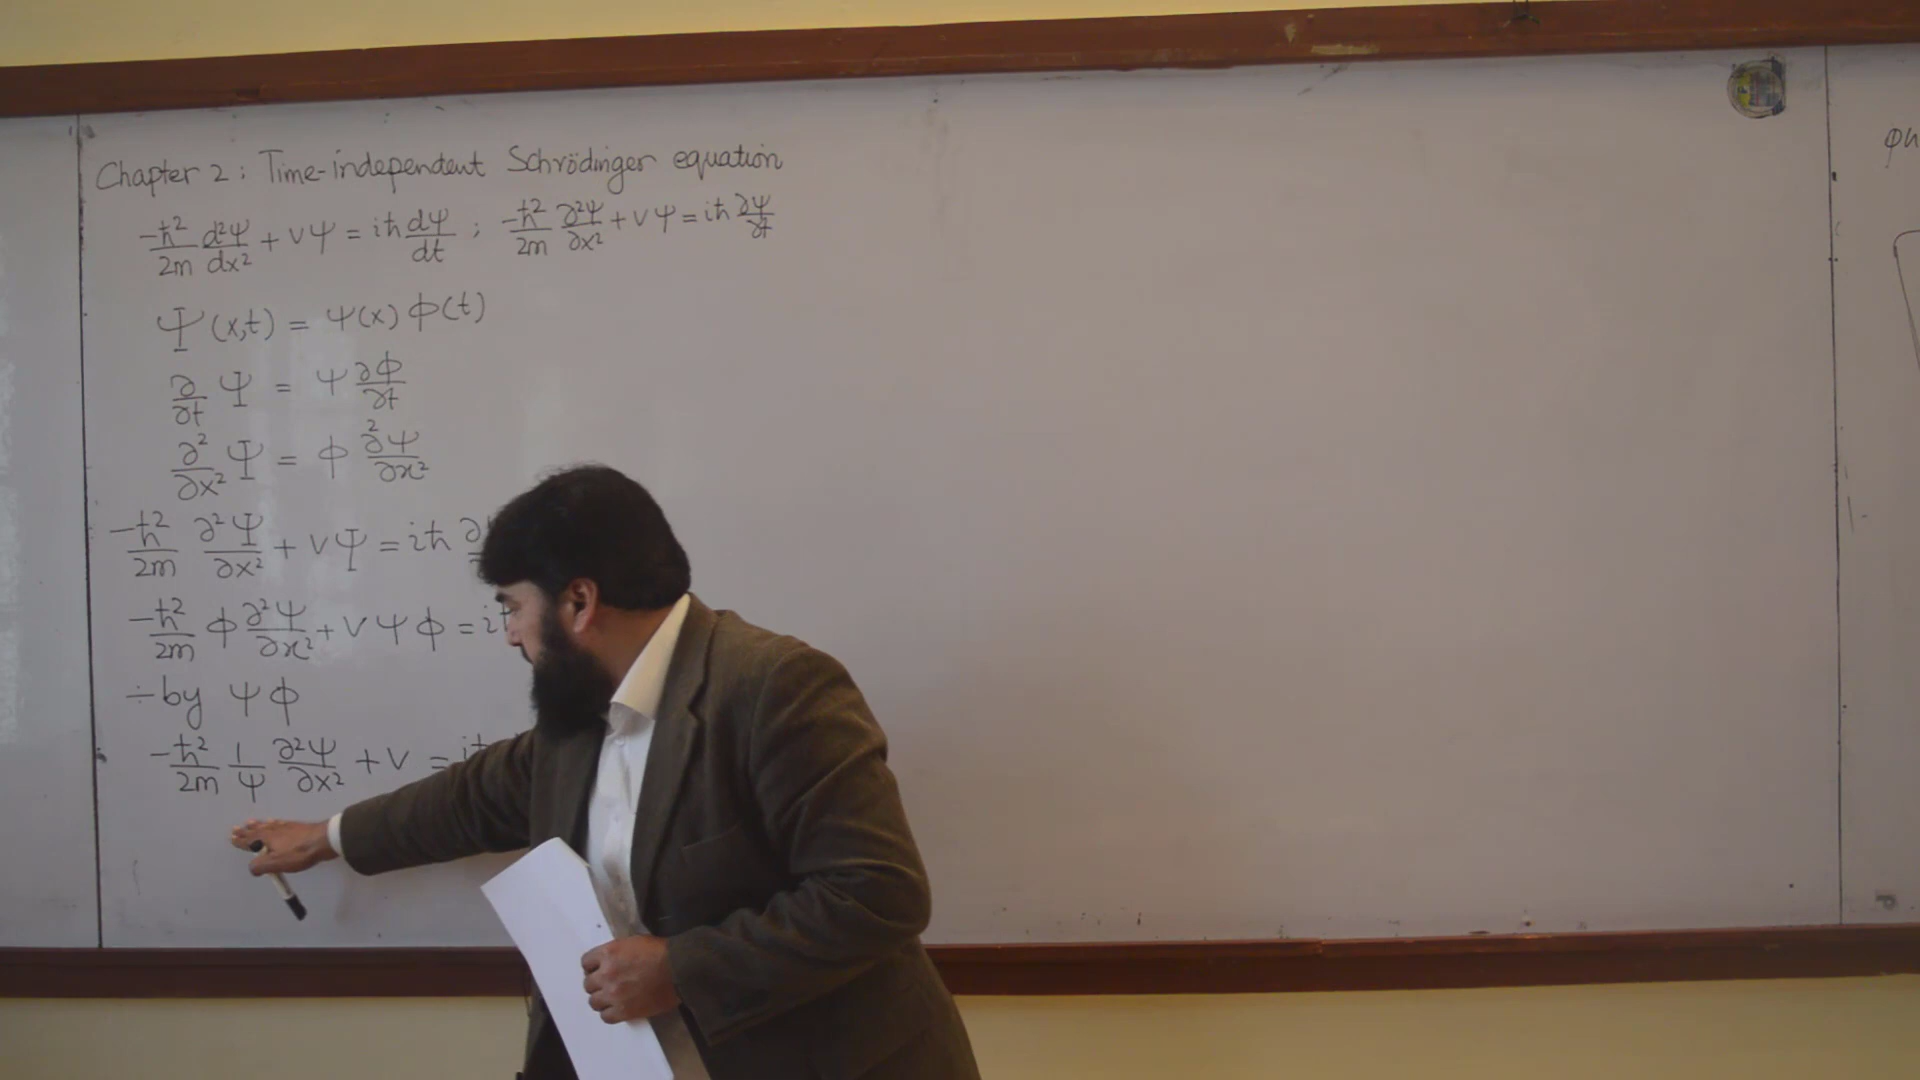 Chapter 2: Time-independent Schrödinger equation
-ħ²/2m d²Ψ/dx² + VΨ = iħ dΨ/dt ; -ħ²/2m ∂²Ψ/∂x² + VΨ = iħ ∂Ψ/∂t
Ψ(x,t) = ψ(x) ϕ(t)
∂/∂t Ψ = ψ ∂ϕ/∂t
∂²/∂x² Ψ = ϕ ∂²ψ/∂x²
-ħ²/2m ∂²Ψ/∂x² + VΨ = iħ ∂
-ħ²/2m ϕ ∂²ψ/∂x² + V ψ ϕ = iħ
÷ by ψ ϕ
-ħ²/2m 1/ψ ∂²ψ/∂x² + V = iħ